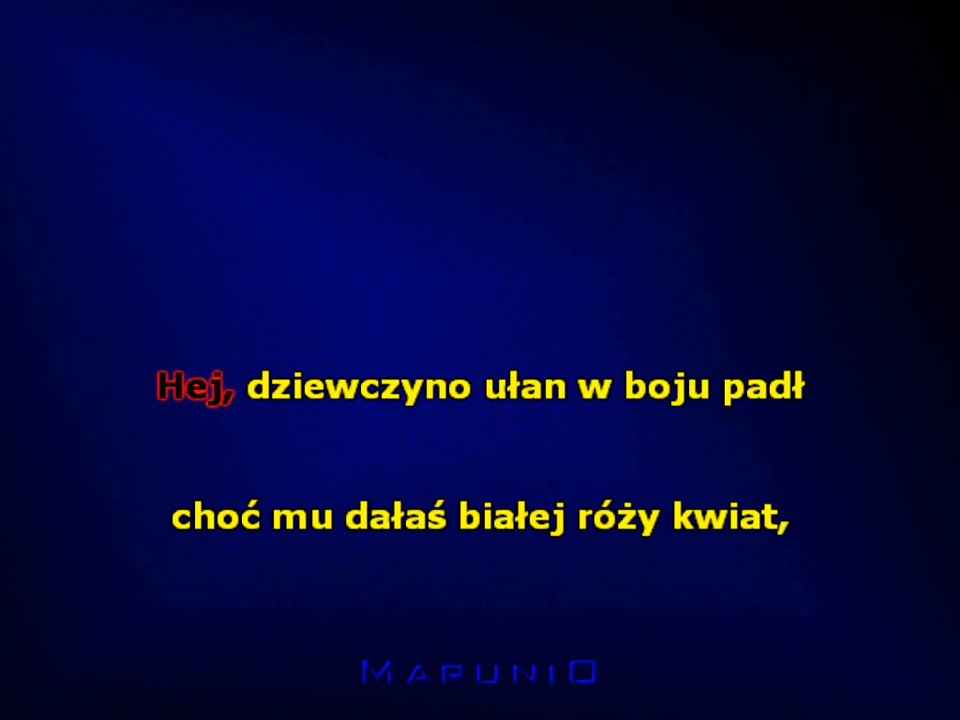 Hej, dziewczyno ułan w boju padł
choć mu dałaś białej róży kwiat,
MARUNIO